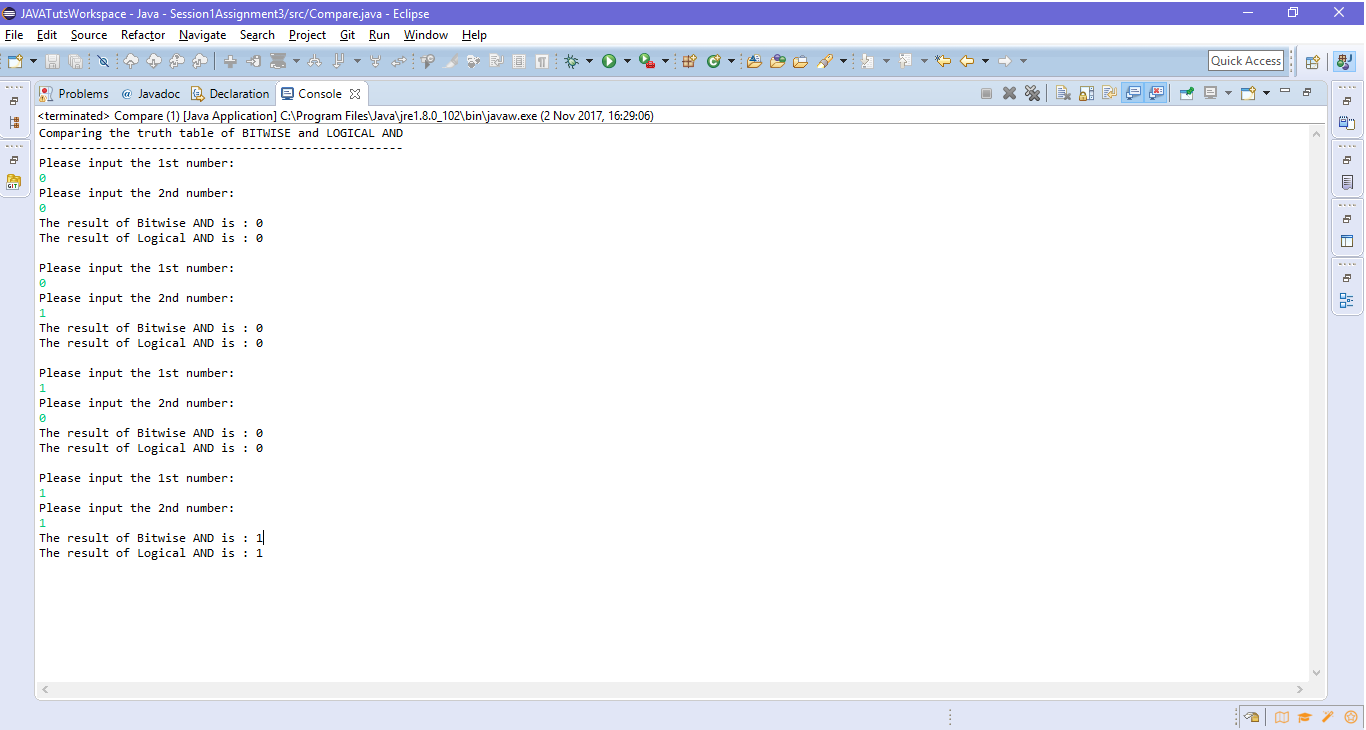 JAVATutsWorkspace - Java - Session1Assignment3/src/Compare.java - Eclipse
File Edit Source Refactor Navigate Search Project Git Run Window Help
Quick Access
Problems @ Javadoc Declaration Console
<terminated> Compare (1) [Java Application] C:\Program Files\Java\jre1.8.0_102\bin\javaw.exe (2 Nov 2017, 16:29:06)
Comparing the truth table of BITWISE and LOGICAL AND
----------------------------------------------------
Please input the 1st number:
0
Please input the 2nd number:
0
The result of Bitwise AND is : 0
The result of Logical AND is : 0
Please input the 1st number:
0
Please input the 2nd number:
1
The result of Bitwise AND is : 0
The result of Logical AND is : 0
Please input the 1st number:
1
Please input the 2nd number:
0
The result of Bitwise AND is : 0
The result of Logical AND is : 0
Please input the 1st number:
1
Please input the 2nd number:
1
The result of Bitwise AND is : 1
The result of Logical AND is : 1
GIT